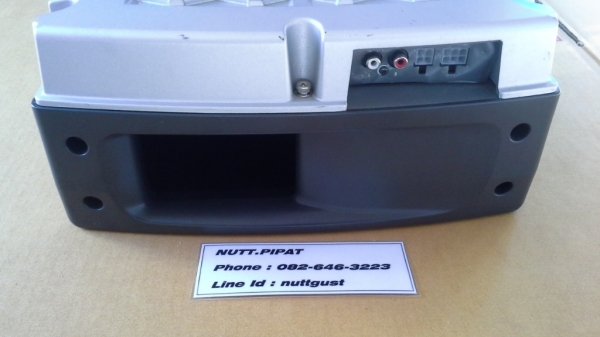 NUTT.PIPAT
Phone : 082-646-3223
Line Id : nuttgust